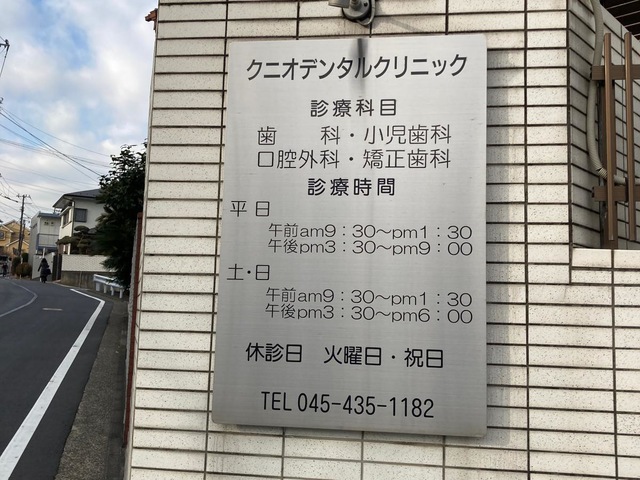 クニオデンタルクリニック
診療科目
歯　　科・小児歯科
口腔外科・矯正歯科
診療時間
平 日
午前am9：30〜pm1：30
午後pm3：30〜pm9：00
土・日
午前am9：30〜pm1：30
午後pm3：30〜pm6：00
休診日　火曜日・祝日
TEL 045-435-1182